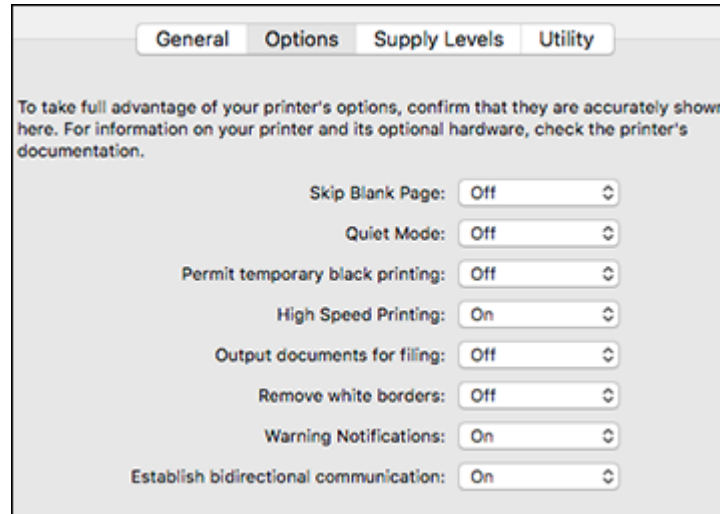 General Options Supply Levels Utility
To take full advantage of your printer's options, confirm that they are accurately shown
here. For information on your printer and its optional hardware, check the printer's
documentation.
Skip Blank Page: Off
Quiet Mode: Off
Permit temporary black printing: Off
High Speed Printing: On
Output documents for filing: Off
Remove white borders: Off
Warning Notifications: On
Establish bidirectional communication: On